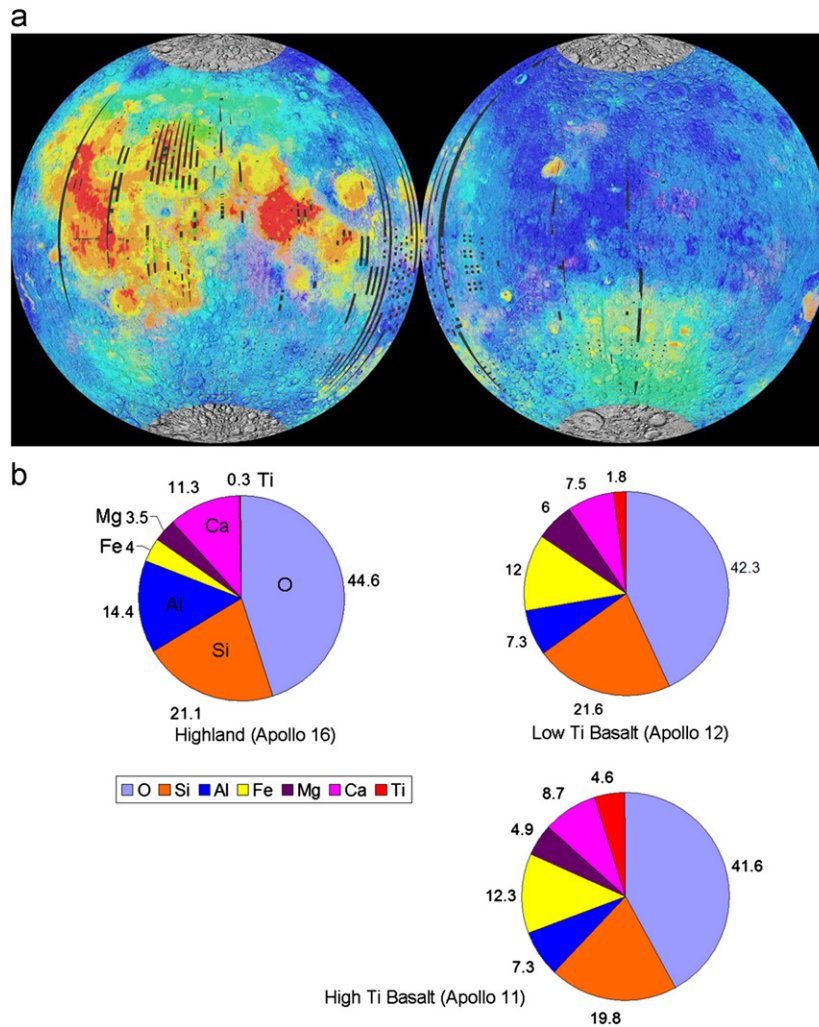 a
b
0.3 Ti
11.3
Mg 3.5
Ca
Fe 4
O
44.6
14.4
Al
Si
21.1
Highland (Apollo 16)
1.8
7.5
6
12
42.3
7.3
21.6
Low Ti Basalt (Apollo 12)
O Si Al Fe Mg Ca Ti
4.6
8.7
4.9
41.6
12.3
7.3
High Ti Basalt (Apollo 11)
19.8